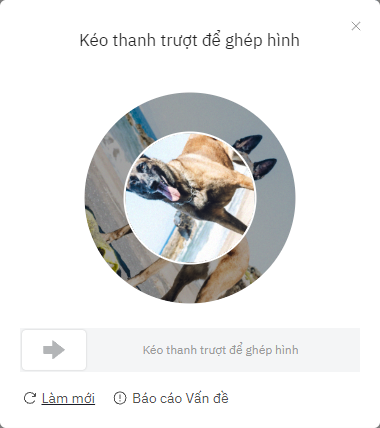 Kéo thanh trượt để ghép hình
Kéo thanh trượt để ghép hình
Làm mới
Báo cáo Vấn đề